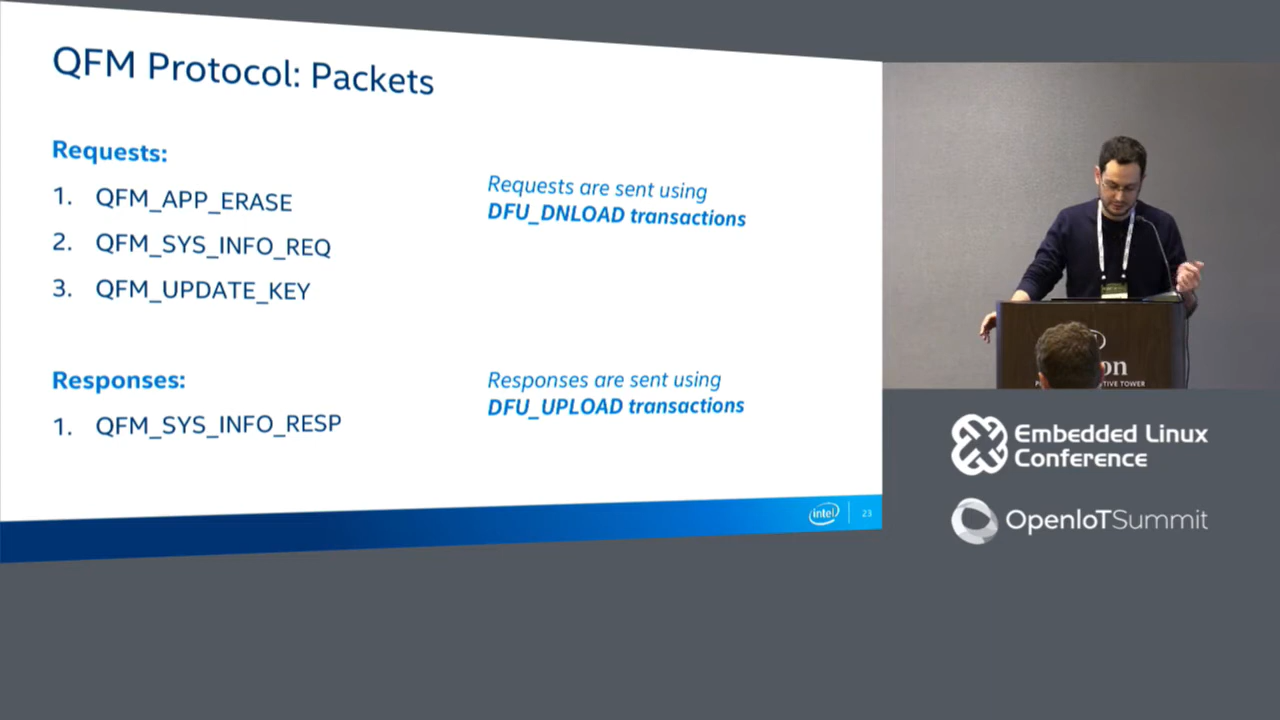 QFM Protocol: Packets
Requests:
1. QFM_APP_ERASE
2. QFM_SYS_INFO_REQ
3. QFM_UPDATE_KEY
Requests are sent using
DFU_DNLOAD transactions
Responses:
1. QFM_SYS_INFO_RESP
Responses are sent using
DFU_UPLOAD transactions
intel
23
TOWER
Embedded Linux
Conference
OpenIoTSummit